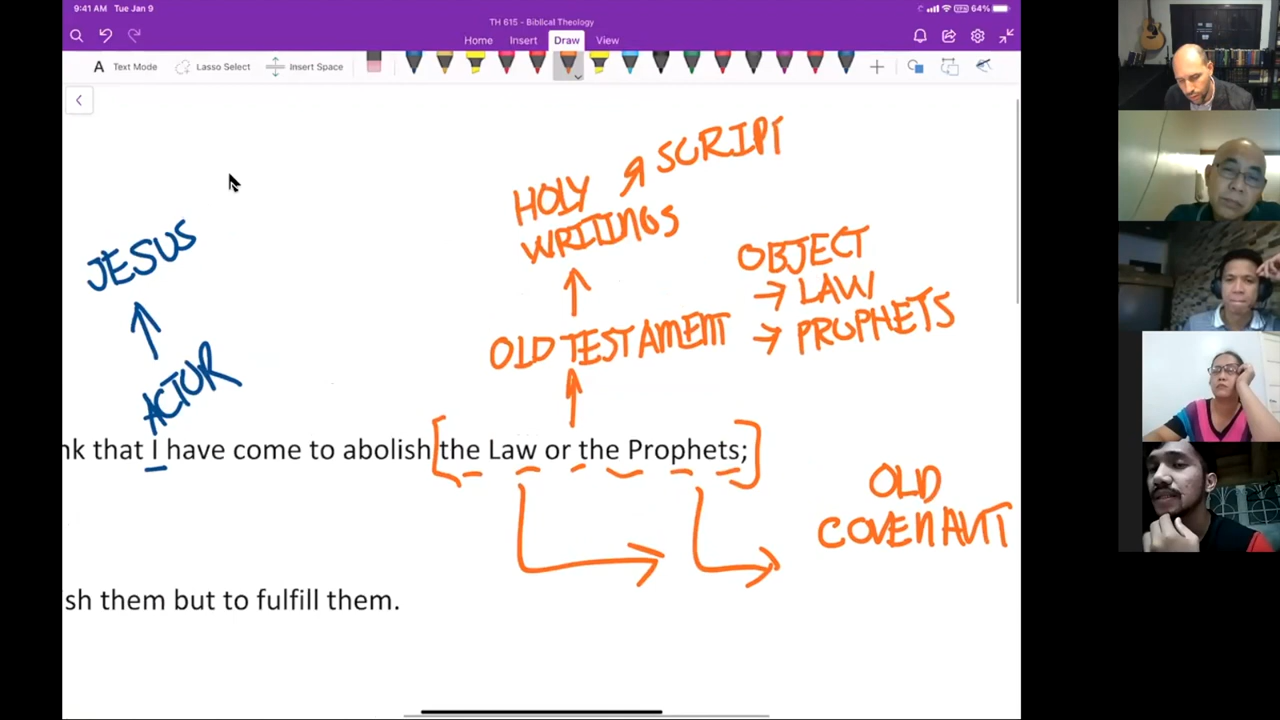 9:41 AM Tue Jan 9
64%
TH 615 - Biblical Theology
Home Insert Draw View
Text Mode Lasso Select Insert Space
SCRIPT
HOLY
WRITINGS
JESUS
OBJECT
→ LAW
OLD TESTAMENT → PROPHETS
ACTOR
nk that I have come to abolish [the Law or the Prophets;]
OLD
COVENANT
sh them but to fulfill them.